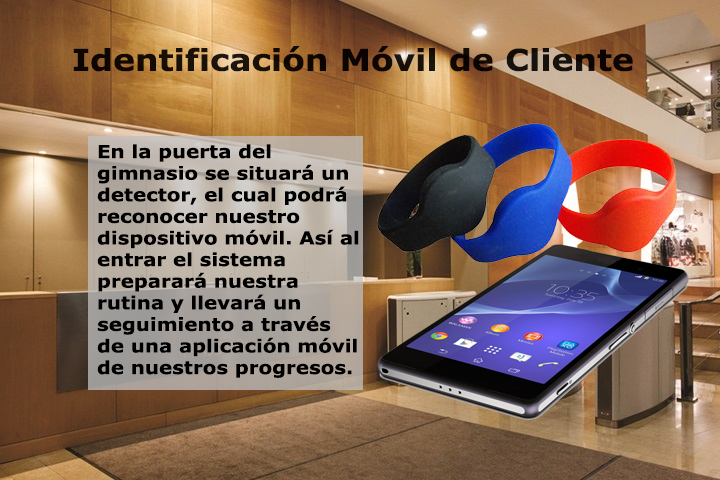 Identificación Móvil de Cliente
En la puerta del
gimnasio se situará un
detector, el cual podrá
reconocer nuestro
dispositivo móvil. Así al
entrar el sistema
preparará nuestra
rutina y llevará un
seguimiento a través
de una aplicación móvil
de nuestros progresos.
10:35